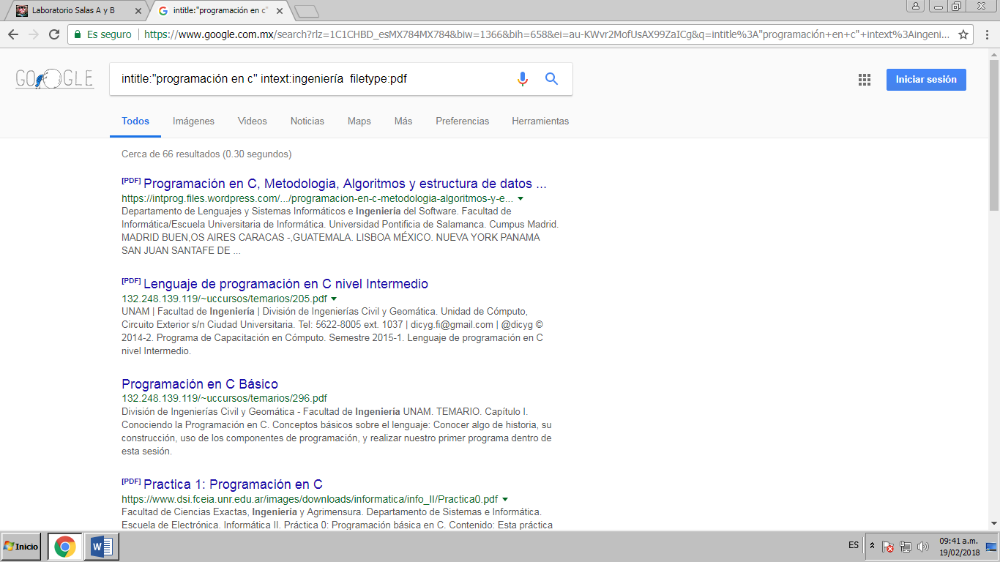 Laboratorio Salas A y B
intitle:"programación en c"
Es seguro https://www.google.com.mx/search?rlz=1C1CHBD_esMX784MX784&biw=1366&bih=658&ei=au-KWvr2MofUsAX99ZaICg&q=intitle%3A"programación+en+c"+intext%3Aingeni...
GOOGLE
intitle:"programación en c" intext:ingeniería  filetype:pdf
Iniciar sesión
Todos Imágenes Videos Noticias Maps Más Preferencias Herramientas
Cerca de 66 resultados (0.30 segundos)
[PDF] Programación en C, Metodologia, Algoritmos y estructura de datos ...
https://intprog.files.wordpress.com/.../programacion-en-c-metodologia-algoritmos-y-e...
Departamento de Lenguajes y Sistemas Informáticos e Ingeniería del Software. Facultad de
Informática/Escuela Universitaria de Informática. Universidad Pontificia de Salamanca. Cumpus Madrid.
MADRID BUEN,OS AIRES CARACAS -,GUATEMALA. LISBOA MÉXICO. NUEVA YORK PANAMA
SAN JUAN SANTAFE DE ...
[PDF] Lenguaje de programación en C nivel Intermedio
132.248.139.119/~uccursos/temarios/205.pdf
UNAM | Facultad de Ingeniería | División de Ingenierías Civil y Geomática. Unidad de Cómputo,
Circuito Exterior s/n Ciudad Universitaria. Tel: 5622-8005 ext. 1037 | dicyg.fi@gmail.com | @dicyg ©
2014-2. Programa de Capacitación en Cómputo. Semestre 2015-1. Lenguaje de programación en C
nivel Intermedio.
Programación en C Básico
132.248.139.119/~uccursos/temarios/296.pdf
División de Ingenierías Civil y Geomática - Facultad de Ingeniería UNAM. TEMARIO. Capítulo I.
Conociendo la Programación en C. Conceptos básicos sobre el lenguaje: Conocer algo de historia, su
construcción, uso de los componentes de programación, y realizar nuestro primer programa dentro de
esta sesión.
[PDF] Practica 1: Programación en C
https://www.dsi.fceia.unr.edu.ar/images/downloads/informatica/info_II/Practica0.pdf
Facultad de Ciencias Exactas, Ingeniería y Agrimensura. Departamento de Sistemas e Informática.
Escuela de Electrónica. Informática II. Práctica 0: Programación básica en C. Contenido: Esta práctica
Inicio
ES
09:41 a.m.
19/02/2018